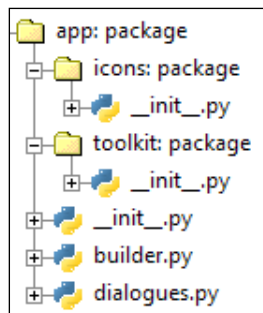 app: package
icons: package
__init__.py
toolkit: package
__init__.py
__init__.py
builder.py
dialogues.py